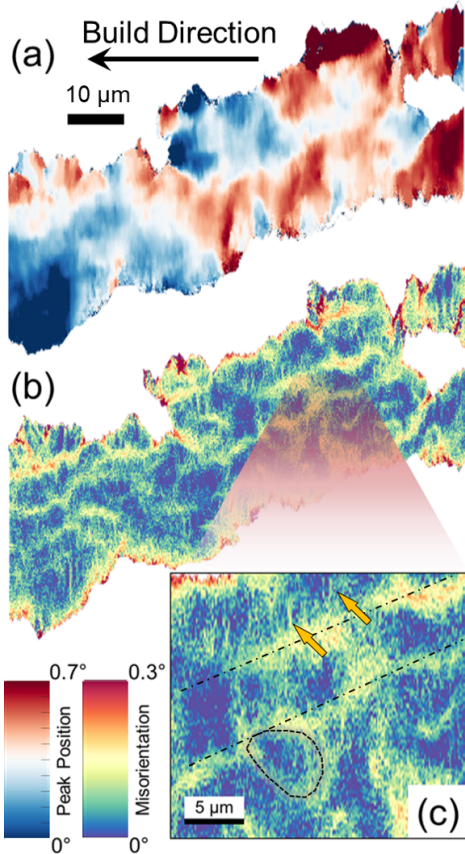 (a)
Build Direction
10 µm
(b)
0.7°
0.3°
Peak Position
Misorientation
0°
0°
5 µm
(c)